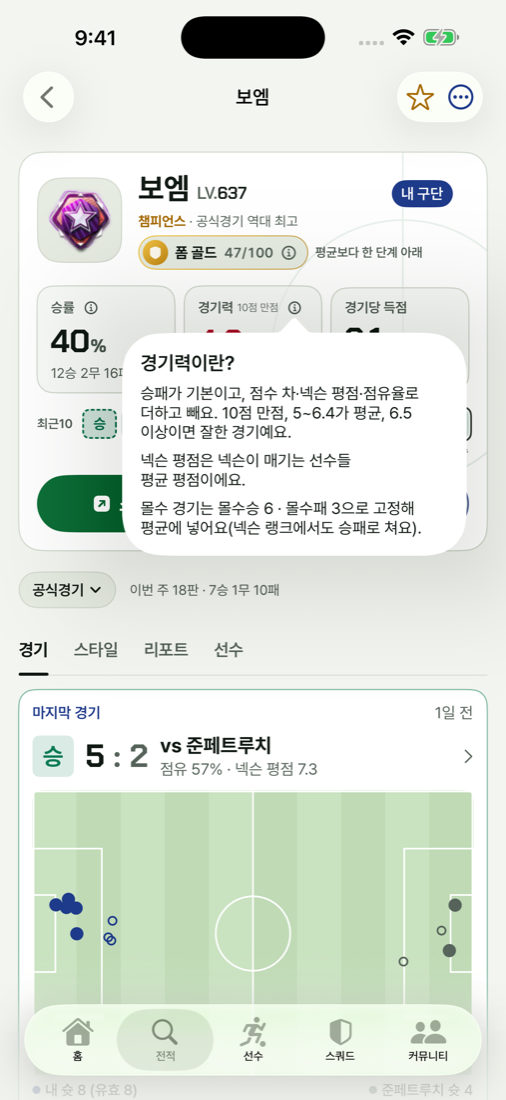 9:41
보엠
보엠 LV.637
내 구단
챔피언스 · 공식경기 역대 최고
폼 골드 47/100
평균보다 한 단계 아래
승률
경기력 10점 만점
경기당 득점
40%
12승 2무
경기력이란?
승패가 기본이고, 점수 차·넥슨 평점·점유율로
더하고 빼요. 10점 만점, 5~6.4가 평균, 6.5
이상이면 잘한 경기예요.
넥슨 평점은 넥슨이 매기는 선수들
평균 평점이에요.
몰수 경기는 몰수승 6 · 몰수패 3으로 고정해
평균에 넣어요(넥슨 랭크에서도 승패로 쳐요).
최근10 승
공식경기
이번 주 18판 · 7승 1무 10패
경기 스타일 리포트 선수
마지막 경기
1일 전
승 5 : 2 vs 준페트루치
점유 57% · 넥슨 평점 7.3
홈 전적 선수 스쿼드 커뮤니티
내 슛 8 (유효 8)
준페트루치 슛 4